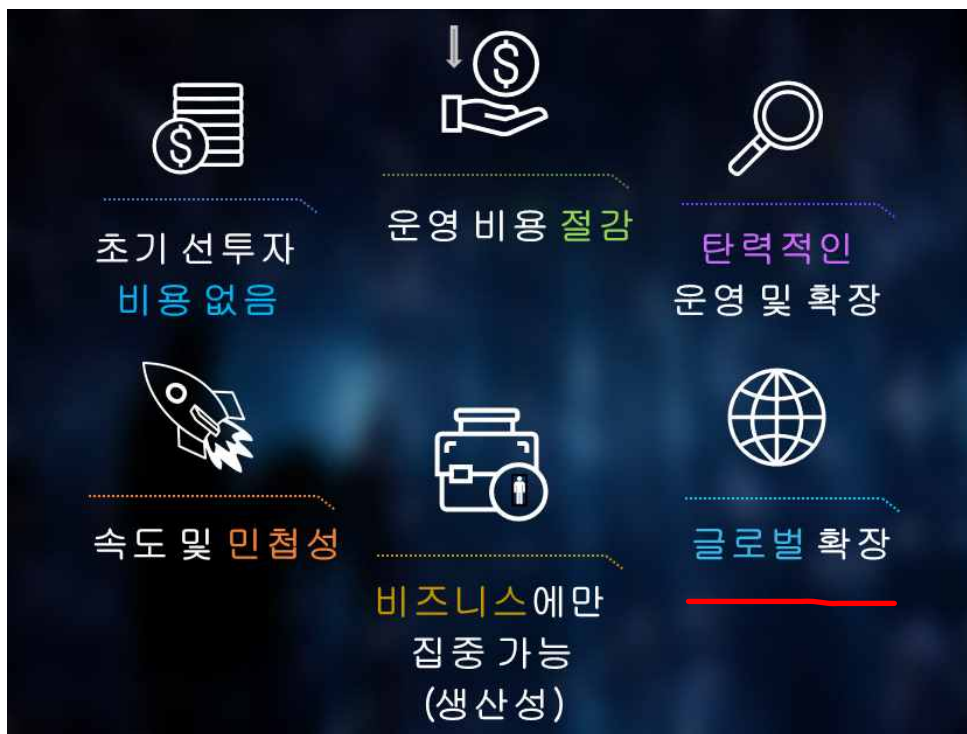 초기 선투자
비용 없음
운영 비용 절감
탄력적인
운영 및 확장
속도 및 민첩성
비즈니스에만
집중 가능
(생산성)
글로벌 확장